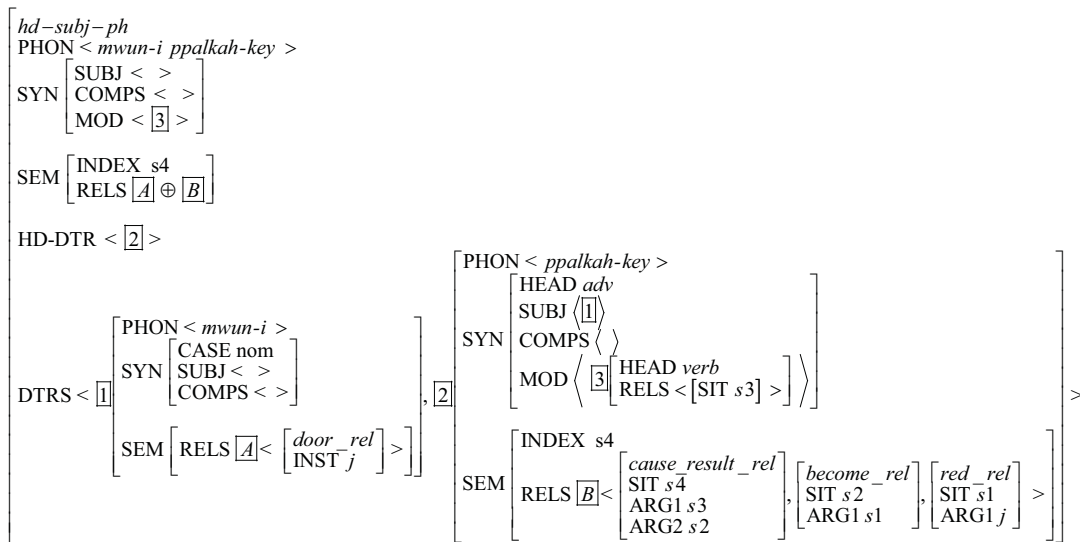 hd−subj−ph
PHON < mwun-i ppalkah-key >
SYN [SUBJ < >
COMPS < >
MOD < [3] >]
SEM [INDEX s4
RELS [A] ⊕ [B]]
HD-DTR < [2] >
DTRS < [1] [PHON < mwun-i >
SYN [CASE nom
SUBJ < >
COMPS < >]
SEM [RELS [A] < [door_rel
INST j] >]], [2] [PHON < ppalkah-key >
SYN [HEAD adv
SUBJ ⟨[1]⟩
COMPS ⟨ ⟩
MOD ⟨ [3] [HEAD verb
RELS < [SIT s3] >] ⟩]
SEM [INDEX s4
RELS [B] < [cause_result_rel
SIT s4
ARG1 s3
ARG2 s2], [become_rel
SIT s2
ARG1 s1], [red_rel
SIT s1
ARG1 j] >]] >